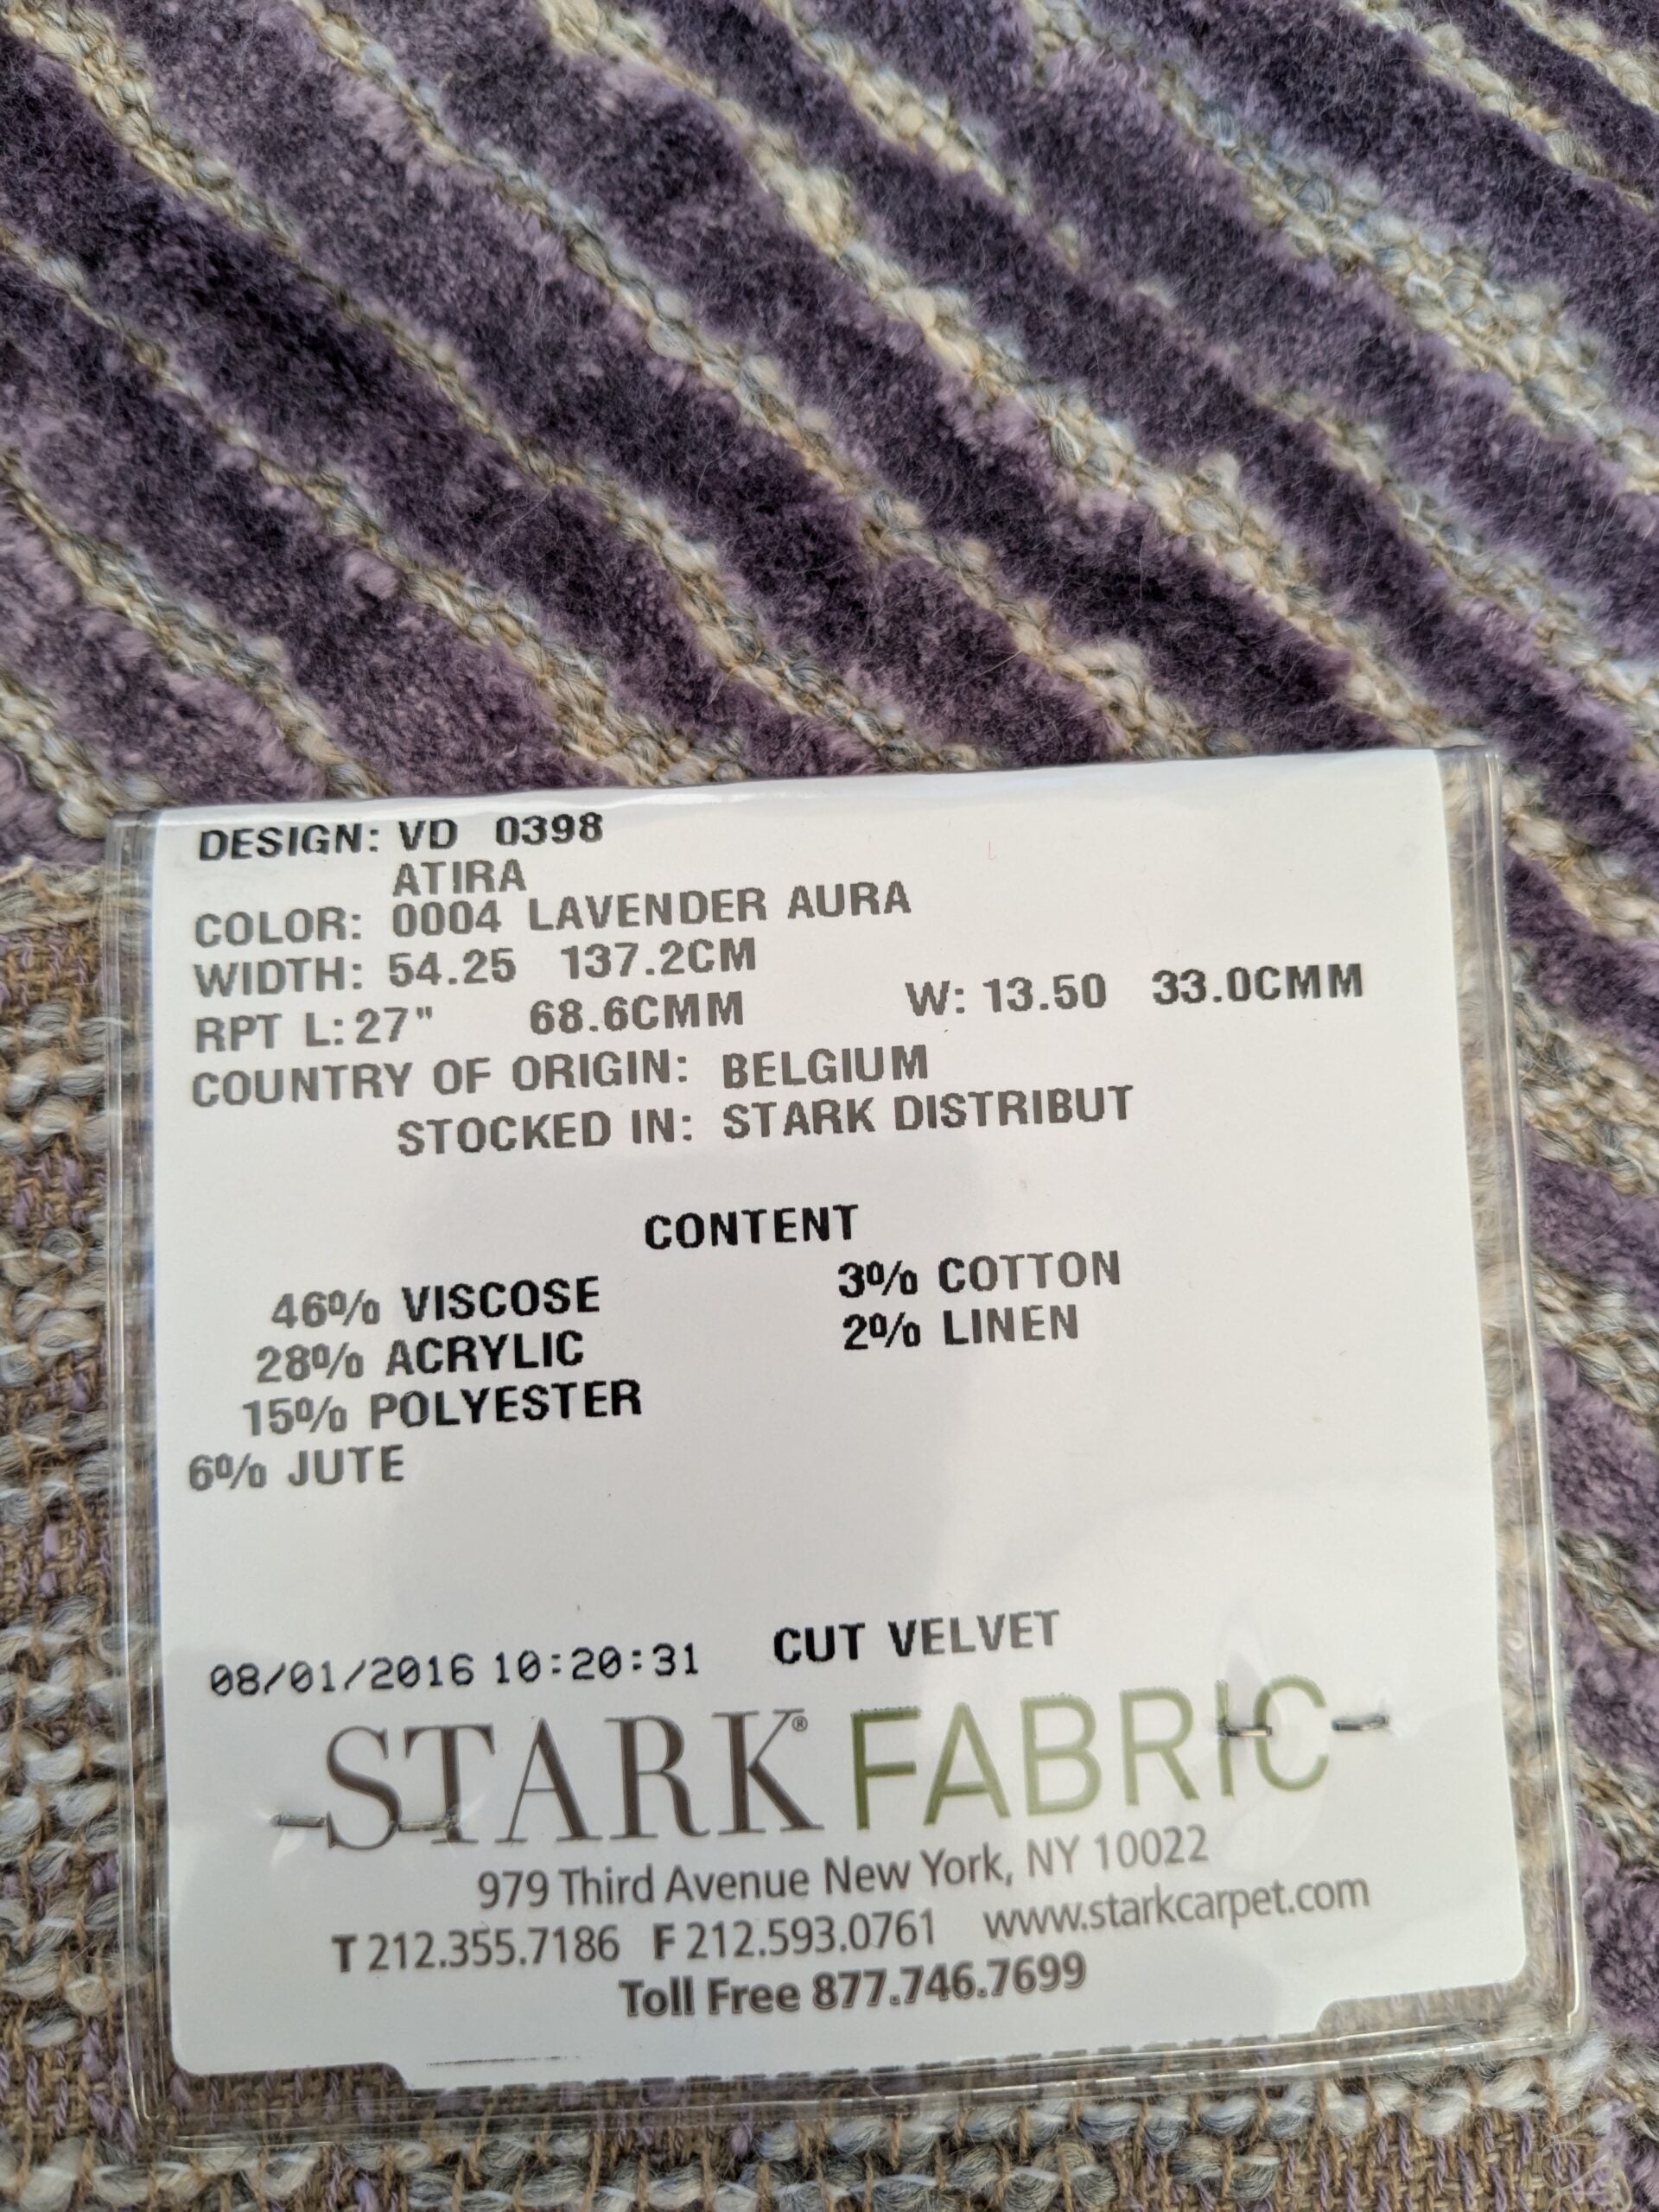 DESIGN: VD 0398
ATIRA
COLOR: 0004 LAVENDER AURA
WIDTH: 54.25 137.2CM
RPT L: 27" 68.6CMM W: 13.50 33.0CMM
COUNTRY OF ORIGIN: BELGIUM
STOCKED IN: STARK DISTRIBUT
CONTENT
46% VISCOSE 3% COTTON
28% ACRYLIC 2% LINEN
15% POLYESTER
6% JUTE
08/01/2016 10:20:31 CUT VELVET
STARK® FABRIC
979 Third Avenue New York, NY 10022
T 212.355.7186 F 212.593.0761 www.starkcarpet.com
Toll Free 877.746.7699